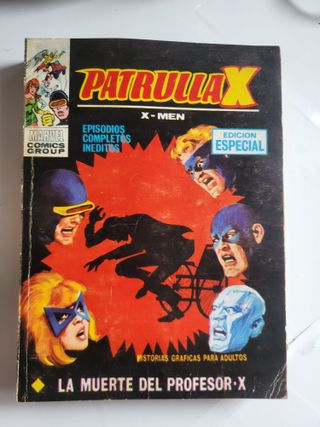 PATRULLA X
X-MEN
MARVEL
COMICS
GROUP
EPISODIOS
COMPLETOS
INEDITOS
EDICION
ESPECIAL
HISTORIAS GRAFICAS PARA ADULTOS
LA MUERTE DEL PROFESOR·X